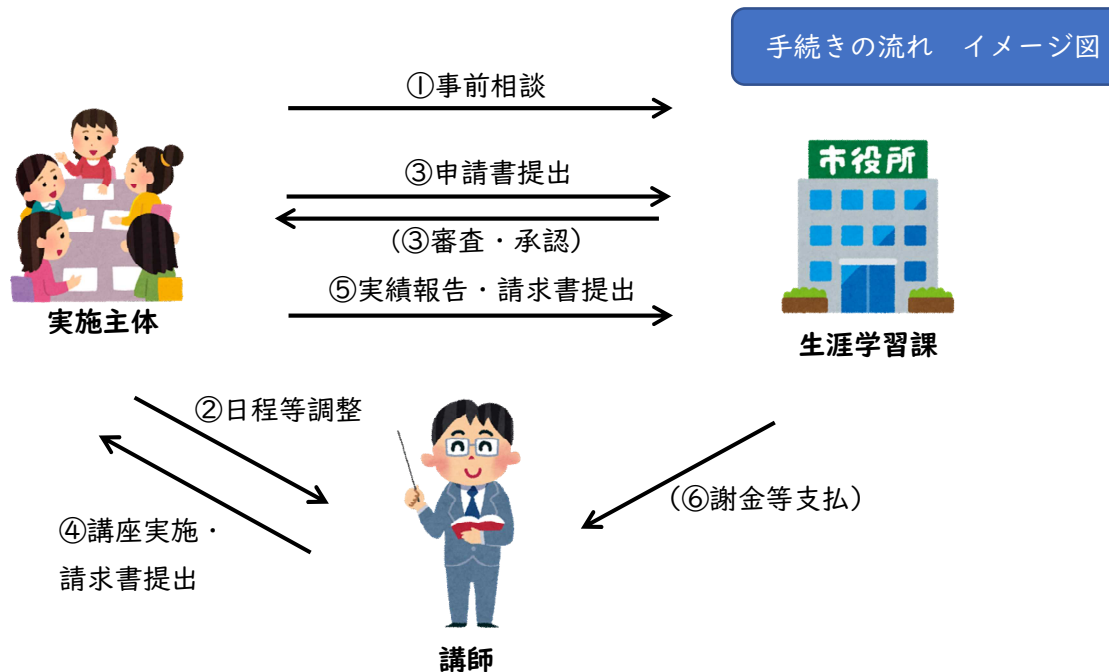 手続きの流れ　イメージ図
①事前相談
市役所
③申請書提出
(③審査・承認)
⑤実績報告・請求書提出
実施主体
生涯学習課
②日程等調整
(⑥謝金等支払)
④講座実施・
請求書提出
講師